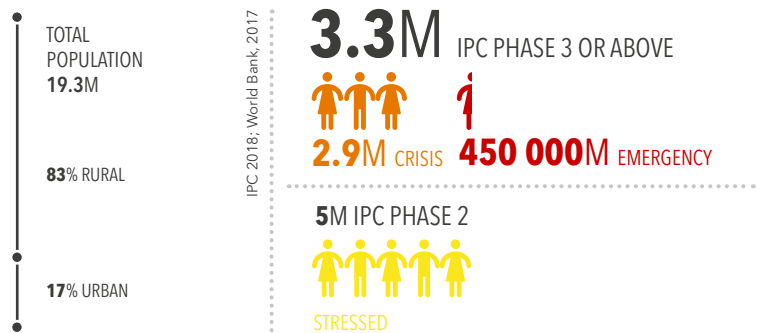 TOTAL
POPULATION
19.3M
83% RURAL
17% URBAN
IPC 2018; World Bank, 2017
3.3M IPC PHASE 3 OR ABOVE
2.9M CRISIS 450 000M EMERGENCY
5M IPC PHASE 2
STRESSED